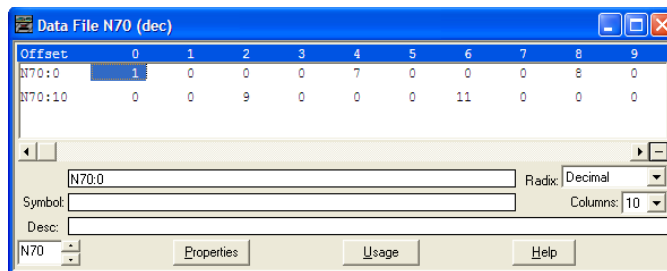 Data File N70 (dec)
Offset 0 1 2 3 4 5 6 7 8 9
N70:0 1 0 0 0 7 0 0 0 8 0
N70:10 0 0 9 0 0 0 11 0 0 0
N70:0 Radix: Decimal
Symbol: Columns: 10
Desc:
N70 Properties Usage Help